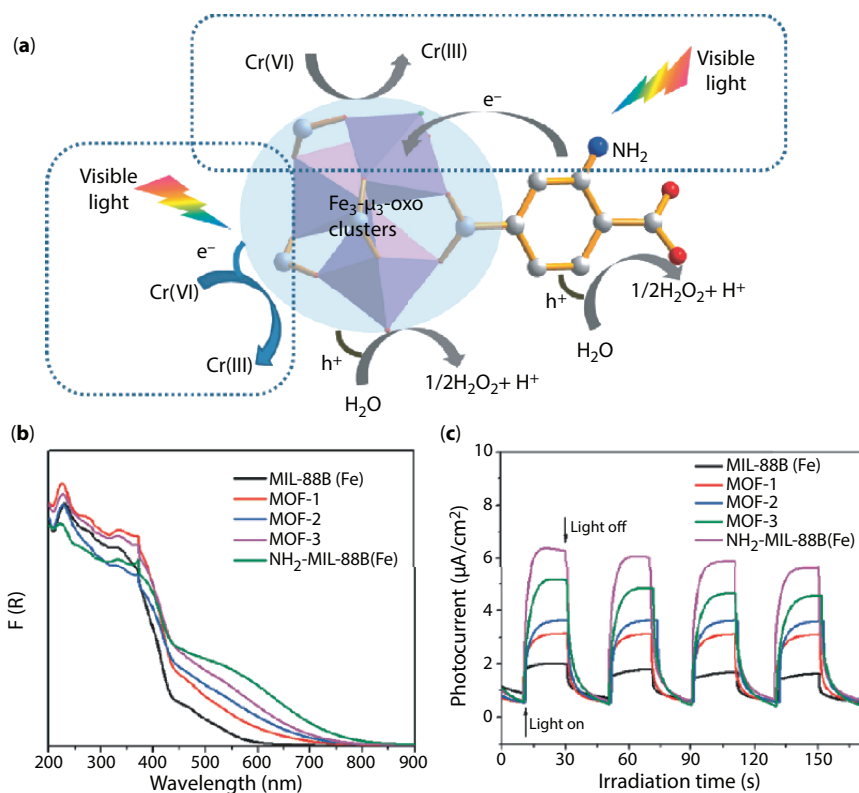 (a)
Cr(VI)
Cr(III)
Visible
light
e⁻
NH₂
Visible
light
Fe₃-μ₃-oxo
clusters
e⁻
Cr(VI)
Cr(III)
h⁺
H₂O
1/2H₂O₂+ H⁺
h⁺
H₂O
1/2H₂O₂+ H⁺
(b)
MIL-88B (Fe)
MOF-1
MOF-2
MOF-3
NH₂-MIL-88B(Fe)
F (R)
200 300 400 500 600 700 800 900
Wavelength (nm)
(c)
10
8
6
4
2
0
MIL-88B (Fe)
MOF-1
MOF-2
MOF-3
NH₂-MIL-88B(Fe)
Light off
Light on
Photocurrent (μA/cm²)
0 30 60 90 120 150
Irradiation time (s)